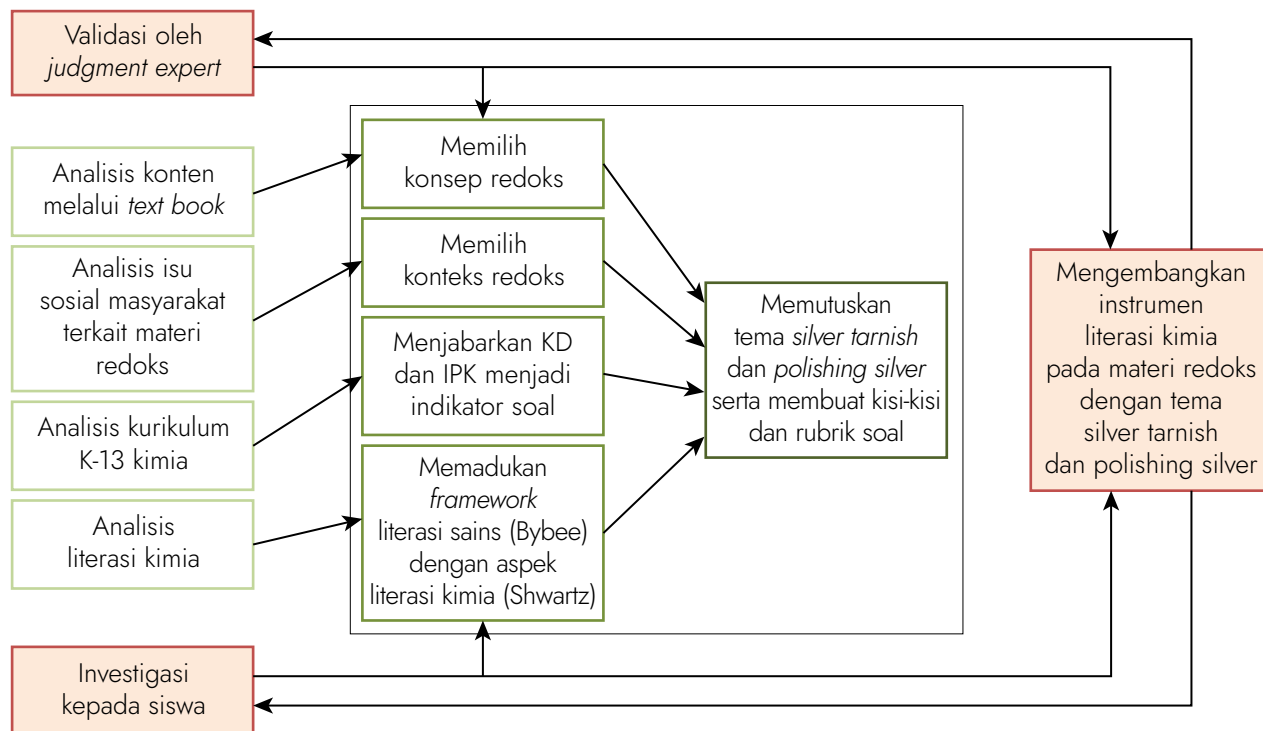 Validasi oleh
judgment expert
Analisis konten
melalui text book
Analisis isu
sosial masyarakat
terkait materi
redoks
Analisis kurikulum
K-13 kimia
Analisis
literasi kimia
Investigasi
kepada siswa
Memilih
konsep redoks
Memilih
konteks redoks
Menjabarkan KD
dan IPK menjadi
indikator soal
Memadukan
framework
literasi sains (Bybee)
dengan aspek
literasi kimia (Shwartz)
Memutuskan
tema silver tarnish
dan polishing silver
serta membuat kisi-kisi
dan rubrik soal
Mengembangkan
instrumen
literasi kimia
pada materi redoks
dengan tema
silver tarnish
dan polishing silver